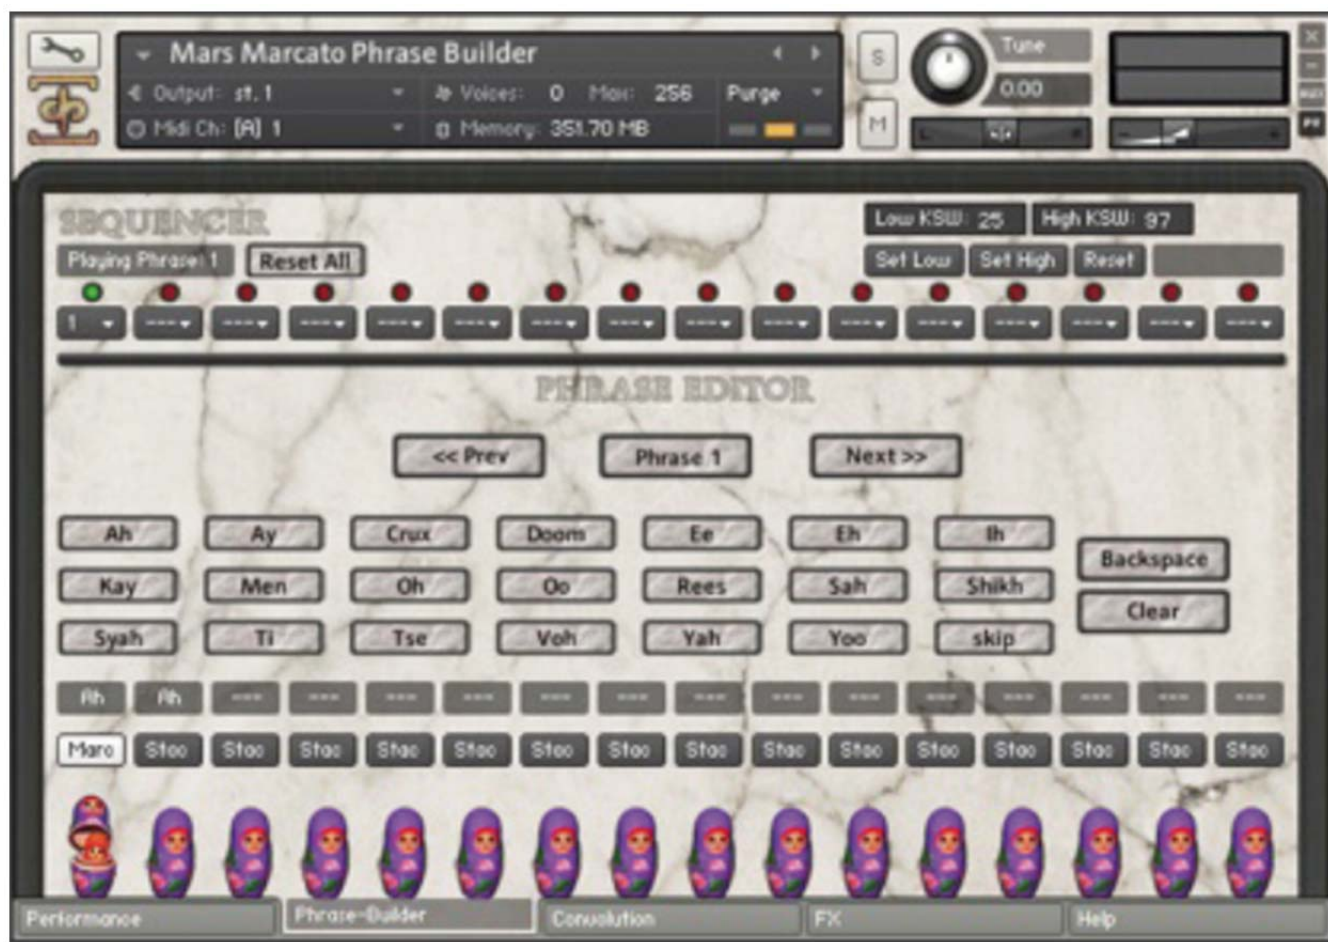 Mars Marcato Phrase Builder
S
Tune
Output: st. 1 Voices: 0 Max: 256 Purge
0.00
Midi Ch: [A] 1 Memory: 351.70 MB
M
L R
SEQUENCER
Low KSW: 25 High KSW: 97
Playing Phrase 1 Reset All
Set Low Set High Reset
1 --- --- --- --- --- --- --- --- --- --- --- --- --- --- ---
PHRASE EDITOR
<< Prev Phrase 1 Next >>
Ah Ay Crux Doom Ee Eh Ih
Backspace
Kay Men Oh Oo Rees Sah Shikh
Clear
Syah Ti Tse Voh Yah Yoo skip
Ah Ah --- --- --- --- --- --- --- --- --- --- --- --- --- ---
Marc Stac Stac Stac Stac Stac Stac Stac Stac Stac Stac Stac Stac Stac Stac Stac
Performance Phrase-Builder Convolution FX Help